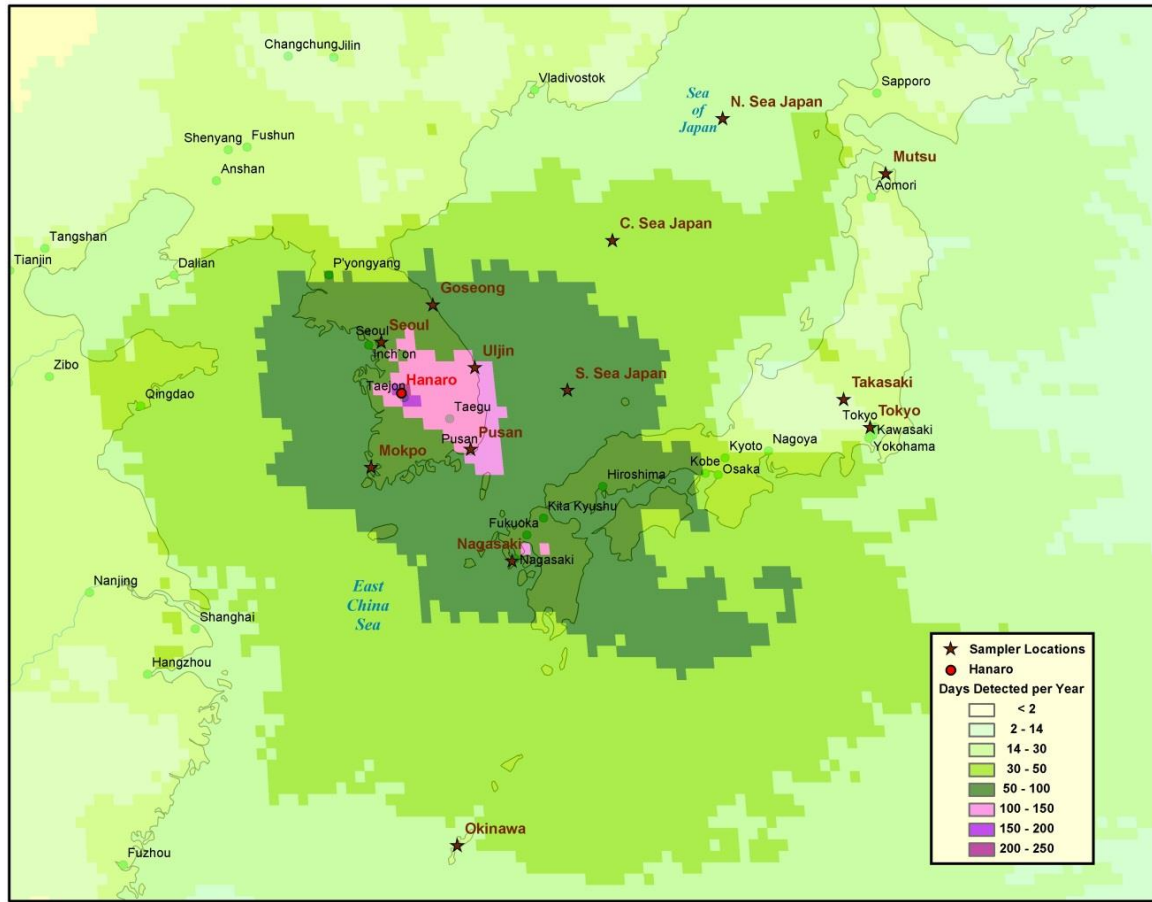 Changchung
Jilin
Vladivostok
Sea
of
Japan
N. Sea Japan
Sapporo
Shenyang
Fushun
Anshan
Mutsu
Aomori
Tangshan
Tianjin
Dalian
P'yongyang
C. Sea Japan
Goseong
Seoul
Seoul
Inch'on
Uljin
Zibo
Qingdao
Taejon
Hanaro
Taegu
S. Sea Japan
Takasaki
Tokyo
Tokyo
Kawasaki
Yokohama
Pusan
Pusan
Mokpo
Kyoto
Nagoya
Kobe
Osaka
Hiroshima
Kita Kyushu
Fukuoka
Nagasaki
Nagasaki
East
China
Sea
Nanjing
Shanghai
Hangzhou
Okinawa
Fuzhou
Sampler Locations
Hanaro
Days Detected per Year
< 2
2 - 14
14 - 30
30 - 50
50 - 100
100 - 150
150 - 200
200 - 250